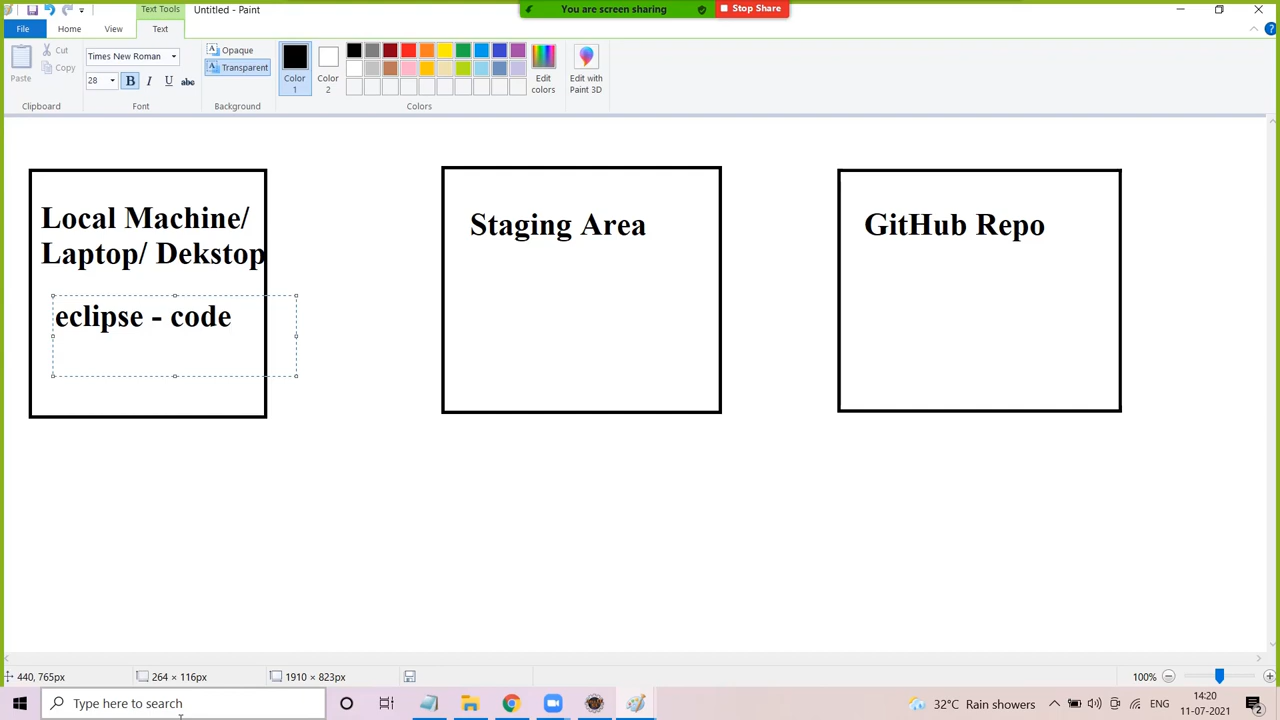 Text Tools
Untitled - Paint
You are screen sharing
Stop Share
File
Home
View
Text
Paste
Cut
Copy
Clipboard
Times New Roman
28
B
I
U
abc
Font
Opaque
Transparent
Background
Color
1
Color
2
Edit
colors
Edit with
Paint 3D
Colors
Local Machine/
Laptop/ Dekstop
eclipse - code
Staging Area
GitHub Repo
440, 765px
264 × 116px
1910 × 823px
100%
Type here to search
32°C Rain showers
ENG
14:20
11-07-2021
2